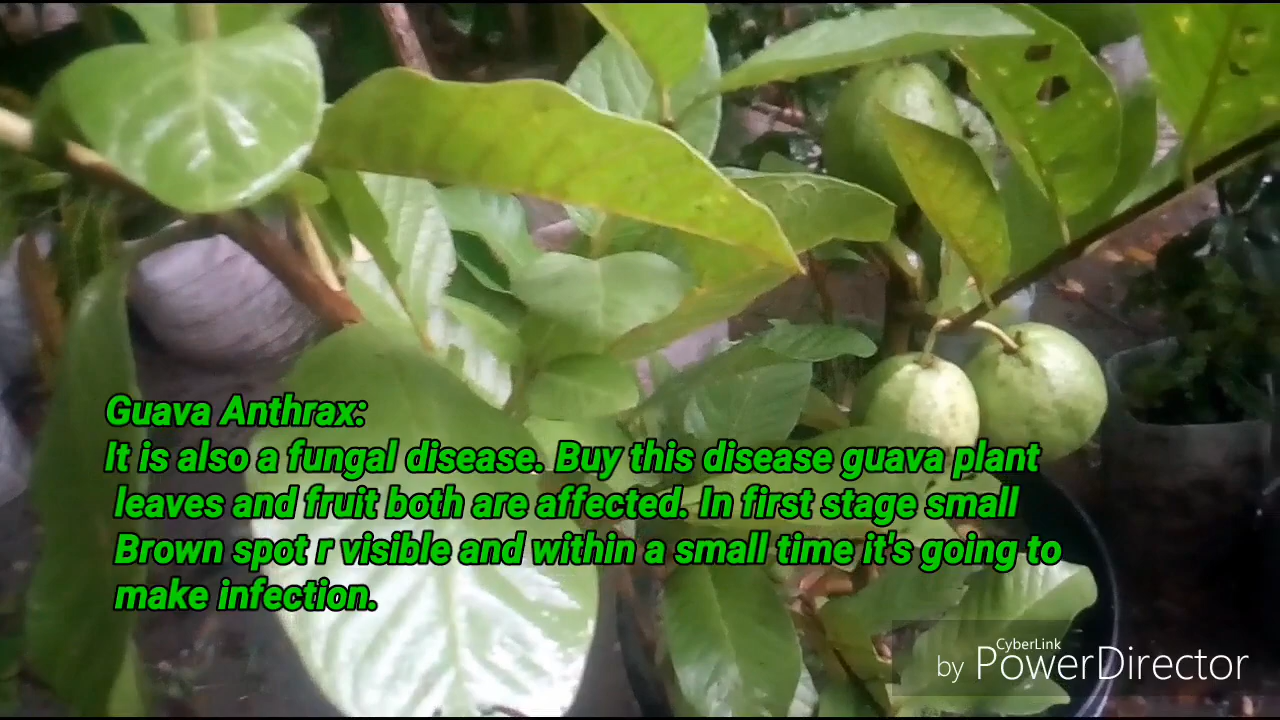 Guava Anthrax:
It is also a fungal disease. Buy this disease guava plant
leaves and fruit both are affected. In first stage small
Brown spot r visible and within a small time it's going to
make infection.
CyberLink
by PowerDirector